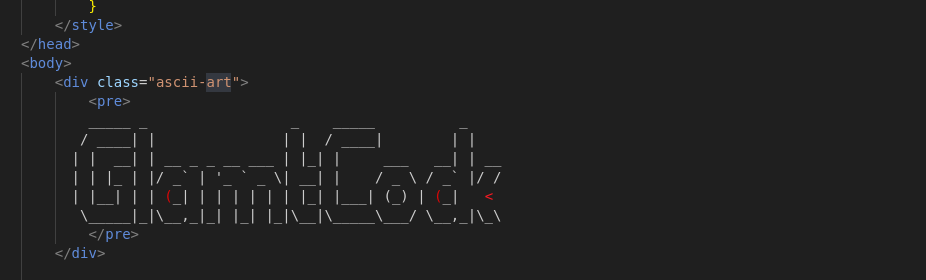 }
</style>
</head>
<body>
<div class="ascii-art">
<pre>
  _____ _                 _    _____          _
 / ____| |               | |  / ____|        | |
| |  __| | __ _ _ __ ___ | |_| |     ___   __| | __
| | |_ | |/ _` | '_ ` _ \| __| |    / _ \ / _` |/ /
| |__| | | (_| | | | | | | |_| |___| (_) | (_|   <
 \_____|_|\__,_|_| |_| |_|\__|\_____\___/ \__,_|\_\
</pre>
</div>